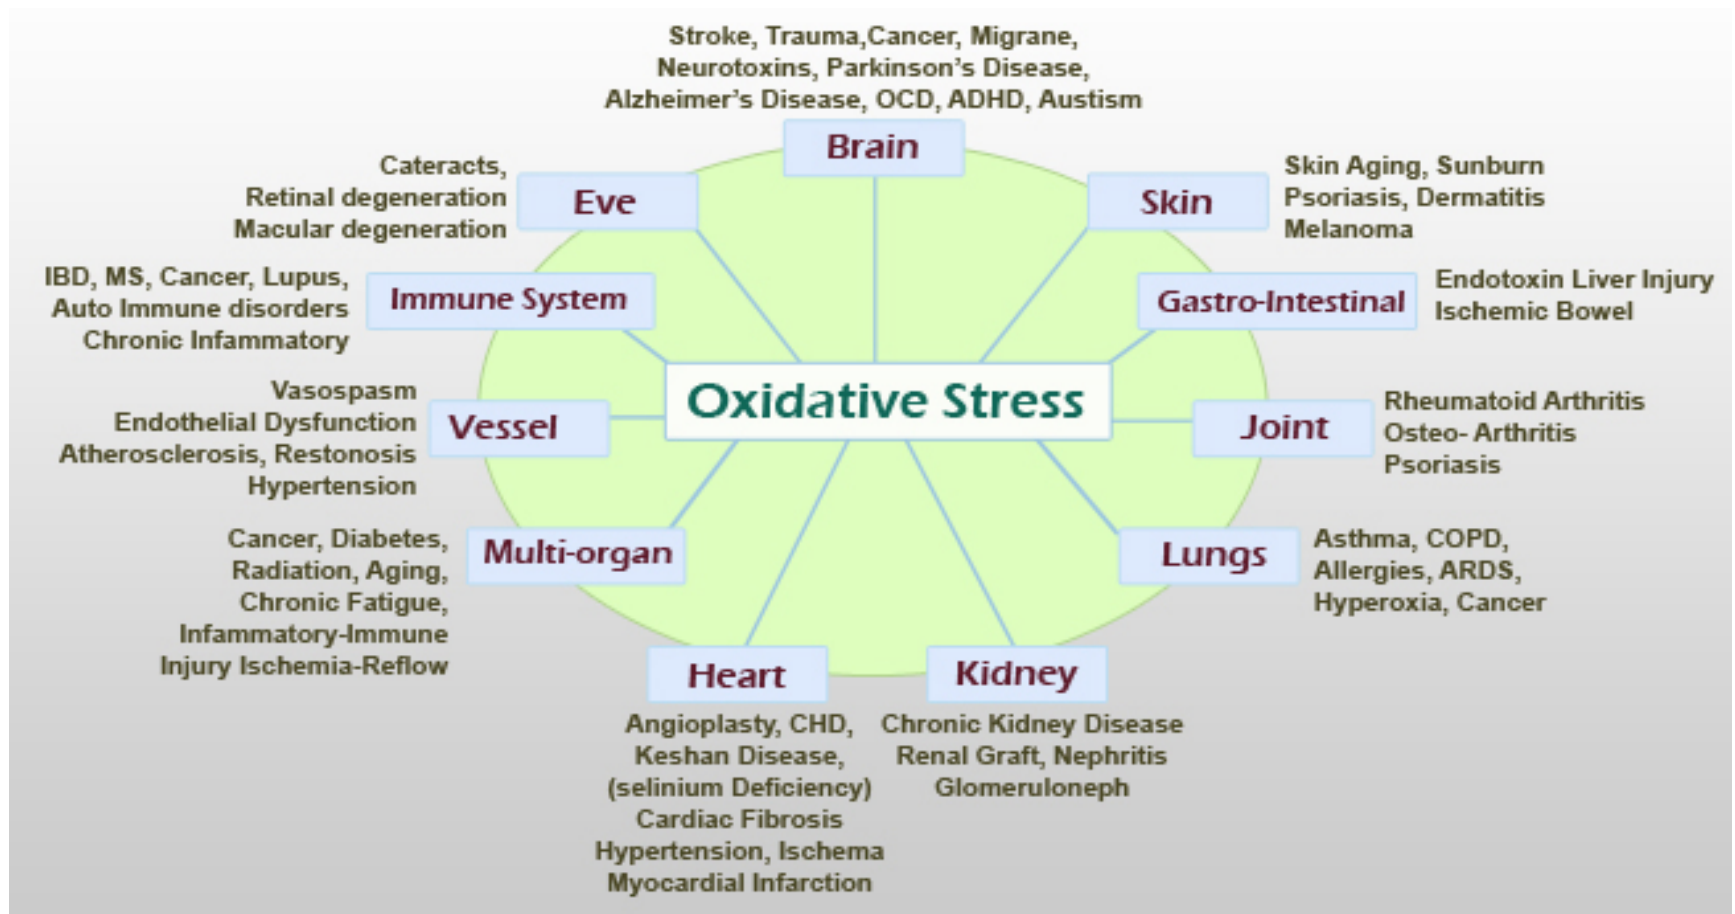 Stroke, Trauma,Cancer, Migrane,
Neurotoxins, Parkinson's Disease,
Alzheimer's Disease, OCD, ADHD, Austism
Brain
Cateracts,
Retinal degeneration
Macular degeneration
Eve
Skin
Skin Aging, Sunburn
Psoriasis, Dermatitis
Melanoma
IBD, MS, Cancer, Lupus,
Auto Immune disorders
Chronic Infammatory
Immune System
Gastro-Intestinal
Endotoxin Liver Injury
Ischemic Bowel
Oxidative Stress
Vasospasm
Endothelial Dysfunction
Atherosclerosis, Restonosis
Hypertension
Vessel
Joint
Rheumatoid Arthritis
Osteo- Arthritis
Psoriasis
Cancer, Diabetes,
Radiation, Aging,
Chronic Fatigue,
Infammatory-Immune
Injury Ischemia-Reflow
Multi-organ
Lungs
Asthma, COPD,
Allergies, ARDS,
Hyperoxia, Cancer
Heart
Angioplasty, CHD,
Keshan Disease,
(selinium Deficiency)
Cardiac Fibrosis
Hypertension, Ischema
Myocardial Infarction
Kidney
Chronic Kidney Disease
Renal Graft, Nephritis
Glomeruloneph